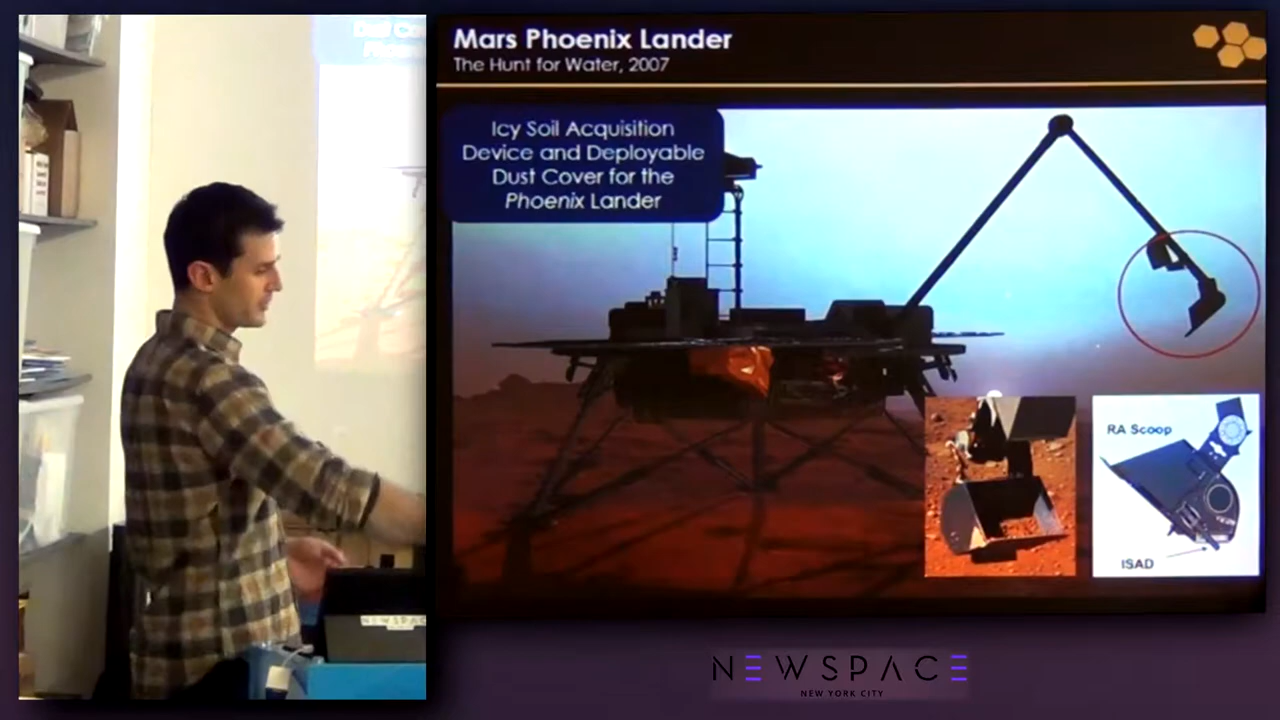 Mars Phoenix Lander
The Hunt for Water, 2007
Icy Soil Acquisition
Device and Deployable
Dust Cover for the
Phoenix Lander
RA Scoop
ISAD
NEWSPAC
NEWSPACE
NEW YORK CITY